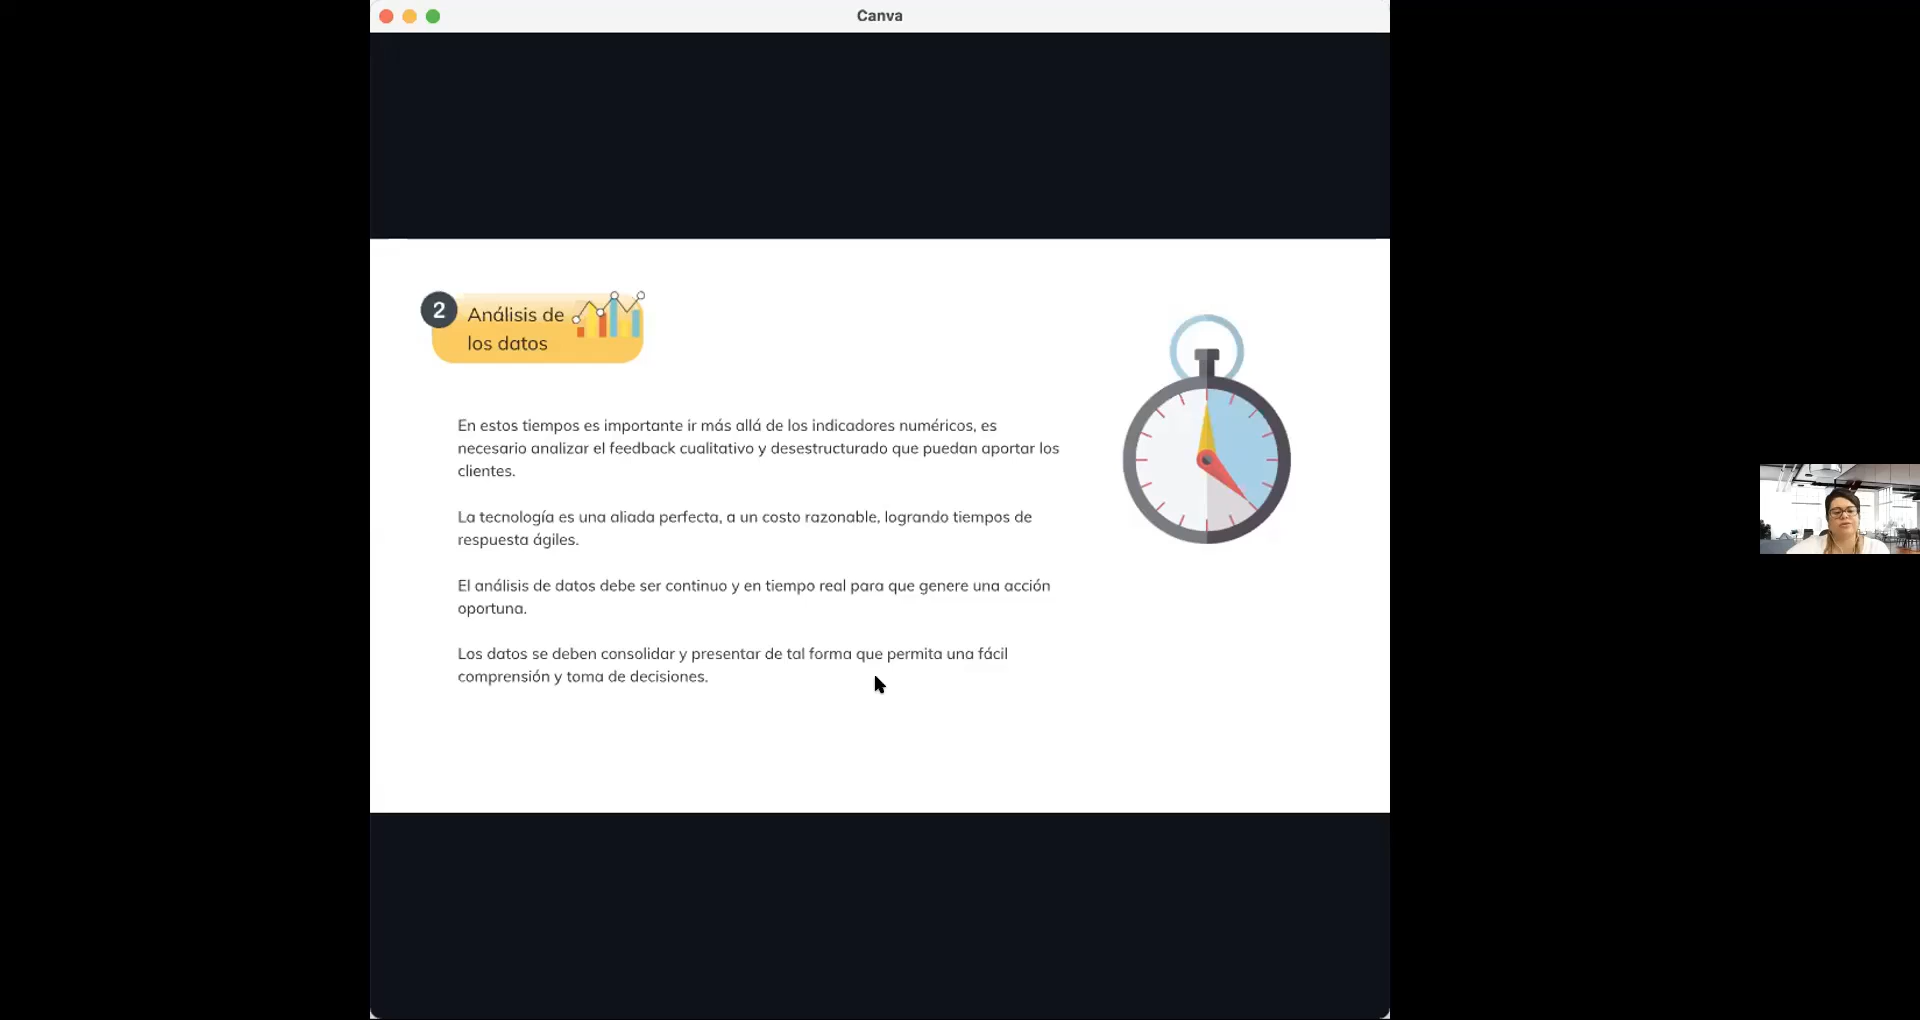 Canva
2
Análisis de
los datos
En estos tiempos es importante ir más allá de los indicadores numéricos, es
necesario analizar el feedback cualitativo y desestructurado que puedan aportar los
clientes.
La tecnología es una aliada perfecta, a un costo razonable, logrando tiempos de
respuesta ágiles.
El análisis de datos debe ser continuo y en tiempo real para que genere una acción
oportuna.
Los datos se deben consolidar y presentar de tal forma que permita una fácil
comprensión y toma de decisiones.